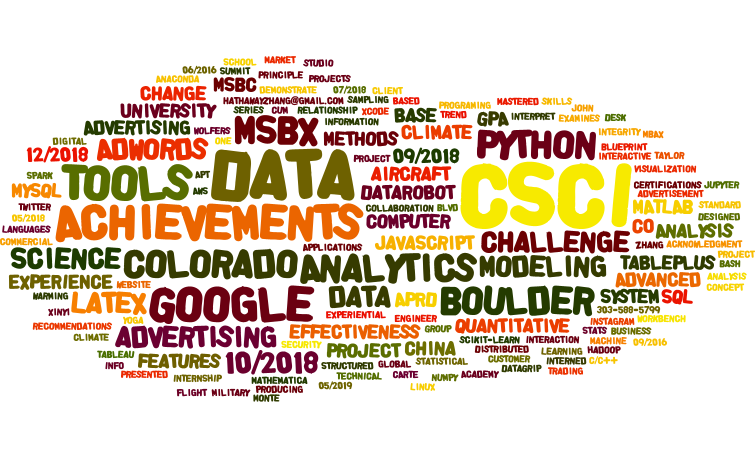 SCHOOL MARKET STUDIO
06/2016 SUMMIT PRINCIPLE PROJECTS
ANACONDA MSBC DEMONSTRATE 07/2018 CLIENT
CHANGE HATHAWAYZHANG@GMAIL.COM SAMPLING BASED PROGRAMING MASTERED SKILLS
UNIVERSITY SERIES CUM RELATIONSHIP XCODE BASE TREND GPA INTERPRET JOHN EXAMINES DESK
ADVERTISING WOLFERS MSBX INFORMATION METHODS CLIMATE PYTHON INTEGRITY MBAX
DIGITAL ADWORDS ONE BLUEPRINT
12/2018 DATA PROJECT 09/2018 INTERACTIVE TAYLOR
SPARK TOOLS APT AIRCRAFT CSCI VISUALIZATION
MYSQL AWS DATAROBOT CERTIFICATIONS JUPYTER
ADVERTISEMENT
TWITTER ACHIEVEMENTS COLLABORATION BLVD MATLAB STANDARD
05/2018 COMPUTER DESIGNED
LANGUAGES CO ANALYSIS
COMMERCIAL APPLICATIONS JAVASCRIPT CHALLENGE ZHANG ACKNOWLEDGMENT
SCIENCE COLORADO ANALYTICS MODELING TABLEPLUS PROJECT
BASH
EXPERIENCE WEBSITE ADVANCED ANALYSIS
WARMING LATEX GOOGLE DATA APRD BOULDER SYSTEM SQL CONCEPT
XINYI EXPERIENTIAL ENGINEER 303-588-5799
RECOMMENDATIONS YOGA ADVERTISING EFFECTIVENESS GROUP QUANTITATIVE INSTAGRAM WORKBENCH
CLIMATE SECURITY SCIKIT-LEARN INTERACTION STATS BUSINESS
TABLEAU FEATURES 10/2018 PROJECT CHINA DISTRIBUTED LEARNING MACHINE 09/2016
HADOOP
INFO STRUCTURED GLOBAL STATISTICAL CUSTOMER INTERNED C/C++
PRESENTED INTERNSHIP MATHEMATICA TECHNICAL CARTE NUMPY ACADEMY DATAGRIP TRADING
FLIGHT MILITARY PRODUCING 05/2019 LINUX
MONTE